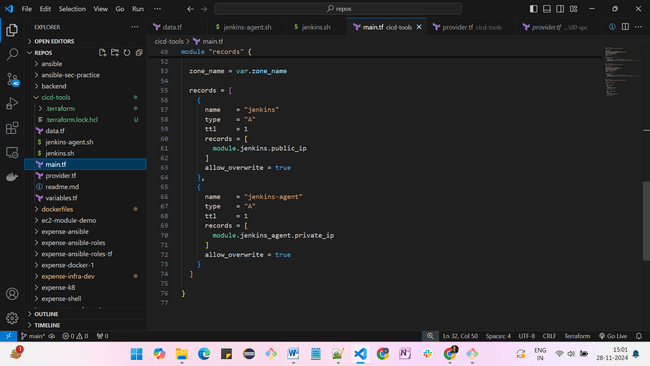 File Edit Selection View Go Run ··· repos
EXPLORER ···
data.tf jenkins-agent.sh jenkins.sh main.tf cicd-tools provider.tf cicd-tools provider.tf
cicd-tools > main.tf
OPEN EDITORS
REPOS
ansible
ansible-sec-practice
backend
cicd-tools
.terraform
.terraform.lock.hcl U
data.tf
jenkins-agent.sh
jenkins.sh
main.tf
provider.tf
readme.md
variables.tf
dockerfiles
ec2-module-demo
expense-ansible
expense-ansible-roles
expense-ansible-roles-tf
expense-docker-1
expense-infra-dev
expense-k8
expense-shell
OUTLINE
TIMELINE
49 module "records" {
52
53 zone_name = var.zone_name
54
55 records = [
56 {
57 name = "jenkins"
58 type = "A"
59 ttl = 1
60 records = [
61 module.jenkins.public_ip
62 ]
63 allow_overwrite = true
64 },
65 {
66 name = "jenkins-agent"
67 type = "A"
68 ttl = 1
69 records = [
70 module.jenkins_agent.private_ip
71 ]
72 allow_overwrite = true
73 }
74 ]
75
76 }
77
main* 0 0 0 Ln 32, Col 50 Spaces: 4 UTF-8 CRLF Terraform Go Live
ENG
IN
15:01
28-11-2024